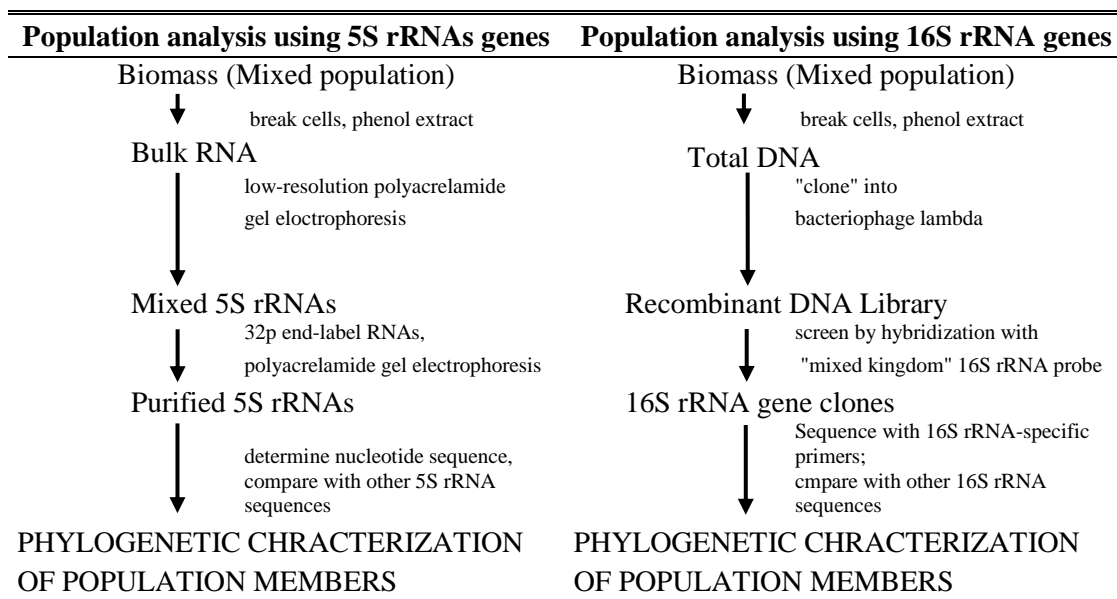 Population analysis using 5S rRNAs genes
Biomass (Mixed population)
break cells, phenol extract
Bulk RNA
low-resolution polyacrelamide
gel eloctrophoresis
Mixed 5S rRNAs
32p end-label RNAs,
polyacrelamide gel electrophoresis
Purified 5S rRNAs
determine nucleotide sequence,
compare with other 5S rRNA
sequences
PHYLOGENETIC CHRACTERIZATION
OF POPULATION MEMBERS
Population analysis using 16S rRNA genes
Biomass (Mixed population)
break cells, phenol extract
Total DNA
"clone" into
bacteriophage lambda
Recombinant DNA Library
screen by hybridization with
"mixed kingdom" 16S rRNA probe
16S rRNA gene clones
Sequence with 16S rRNA-specific
primers;
cmpare with other 16S rRNA
sequences
PHYLOGENETIC CHRACTERIZATION
OF POPULATION MEMBERS